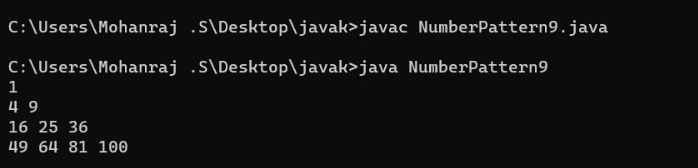 C:\Users\Mohanraj .S\Desktop\javak>javac NumberPattern9.java
C:\Users\Mohanraj .S\Desktop\javak>java NumberPattern9
1
4 9
16 25 36
49 64 81 100